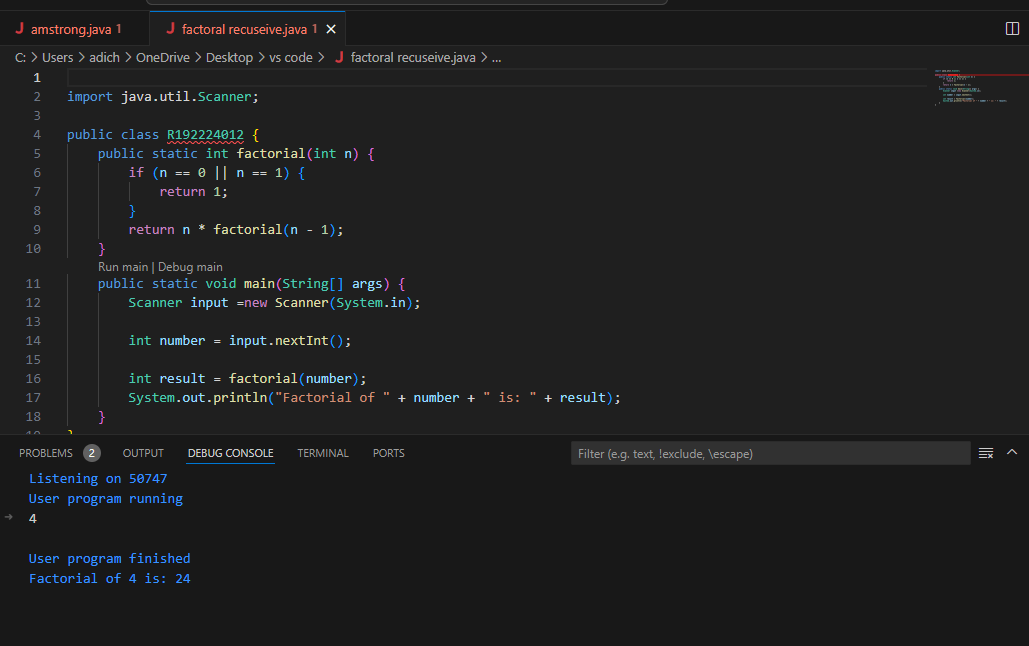 amstrong.java 1
factoral recuseive.java 1
C: > Users > adich > OneDrive > Desktop > vs code > factoral recuseive.java > ...
1
2 import java.util.Scanner;
3
4 public class R192224012 {
5 public static int factorial(int n) {
6 if (n == 0 || n == 1) {
7 return 1;
8 }
9 return n * factorial(n - 1);
10 }
Run main | Debug main
11 public static void main(String[] args) {
12 Scanner input =new Scanner(System.in);
13
14 int number = input.nextInt();
15
16 int result = factorial(number);
17 System.out.println("Factorial of " + number + " is: " + result);
18 }
19 }
PROBLEMS 2 OUTPUT DEBUG CONSOLE TERMINAL PORTS Filter (e.g. text, !exclude, \escape)
Listening on 50747
User program running
4
User program finished
Factorial of 4 is: 24